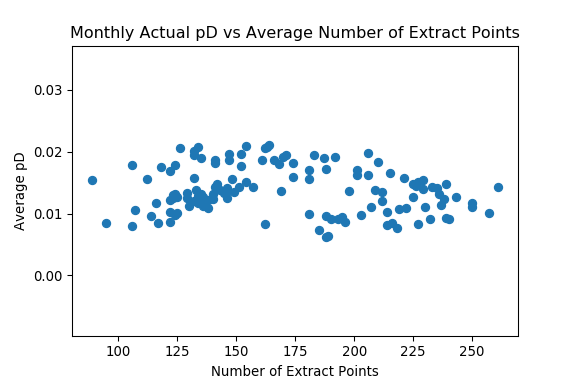 Monthly Actual pD vs Average Number of Extract Points
Average pD
0.03
0.02
0.01
0.00
100 125 150 175 200 225 250
Number of Extract Points